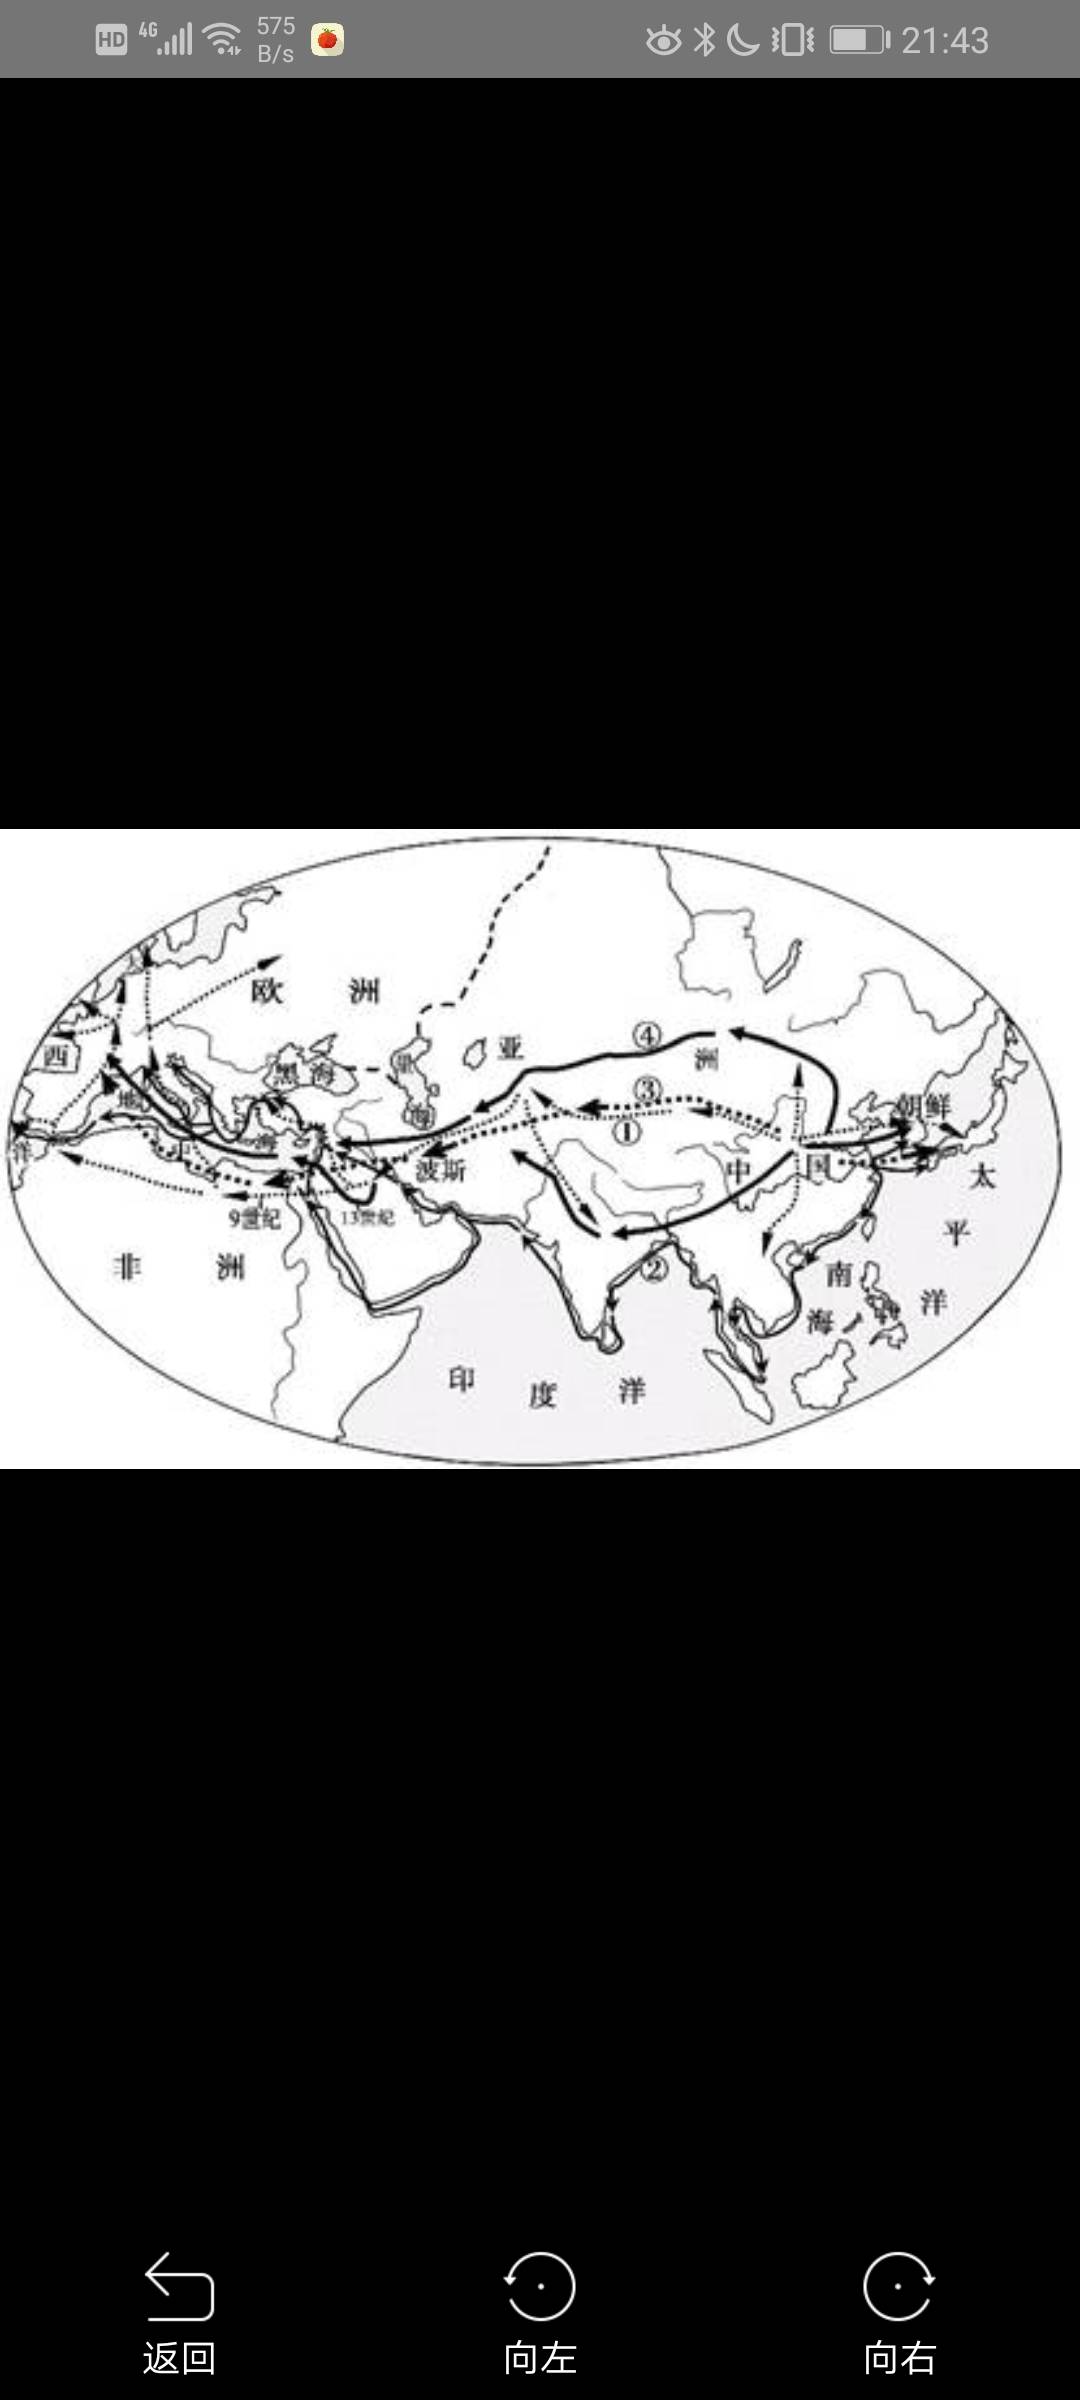 HD 4G 575 B/s 21:43
欧 洲
④
西
亚
洲
黑 海
里
海
③
朝鲜
地
①
中
海
洋
波斯
中 国
太
9世纪
13世纪
平
非 洲
②
南
洋
海
印 度 洋
返回 向左 向右